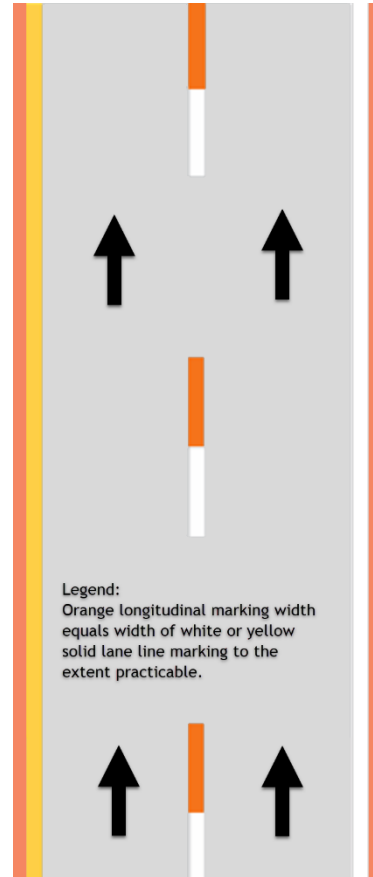 Legend:
Orange longitudinal marking width
equals width of white or yellow
solid lane line marking to the
extent practicable.